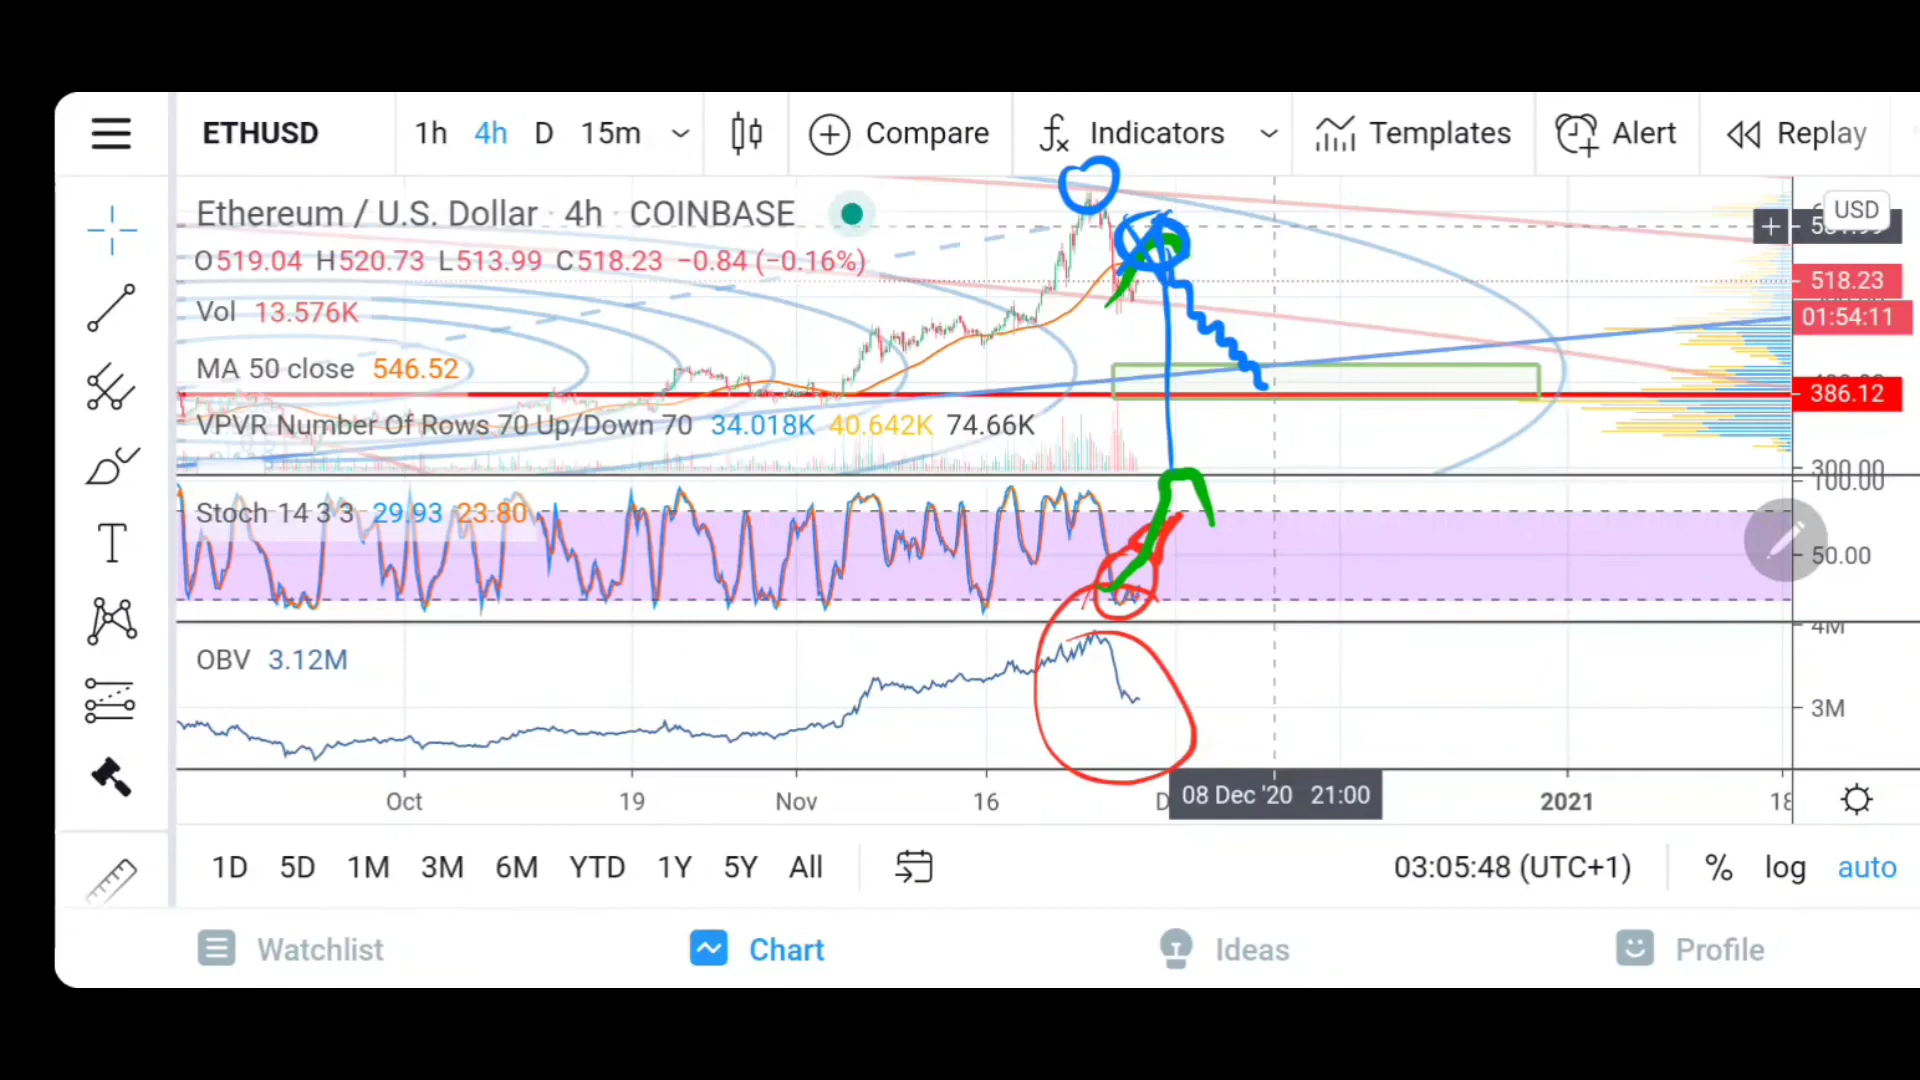 ETHUSD 1h 4h D 15m Compare Indicators Templates Alert Replay
Ethereum / U.S. Dollar · 4h · COINBASE
USD
O519.04 H520.73 L513.99 C518.23 −0.84 (−0.16%)
518.23
Vol 13.576K
01:54:11
MA 50 close 546.52
386.12
VPVR Number Of Rows 70 Up/Down 70 34.018K 40.642K 74.66K
300.00
100.00
Stoch 14 3 3 29.93 23.80
50.00
4M
OBV 3.12M
3M
Oct 19 Nov 16 08 Dec '20 21:00 2021 18
1D 5D 1M 3M 6M YTD 1Y 5Y All 03:05:48 (UTC+1) % log auto
Watchlist Chart Ideas Profile